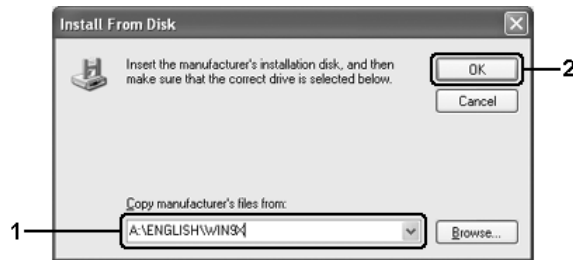 Install From Disk
Insert the manufacturer's installation disk, and then
make sure that the correct drive is selected below.
OK
2
Cancel
Copy manufacturer's files from:
1
A:\ENGLISH\WIN9X
Browse...